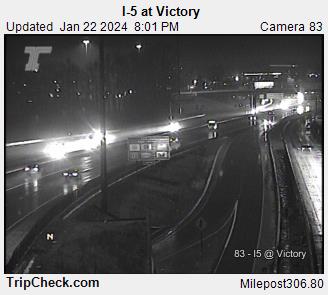 I-5 at Victory
Updated Jan 22 2024 8:01 PM Camera 83
T
N
83 - I5 @ Victory
TripCheck.com Milepost306.80